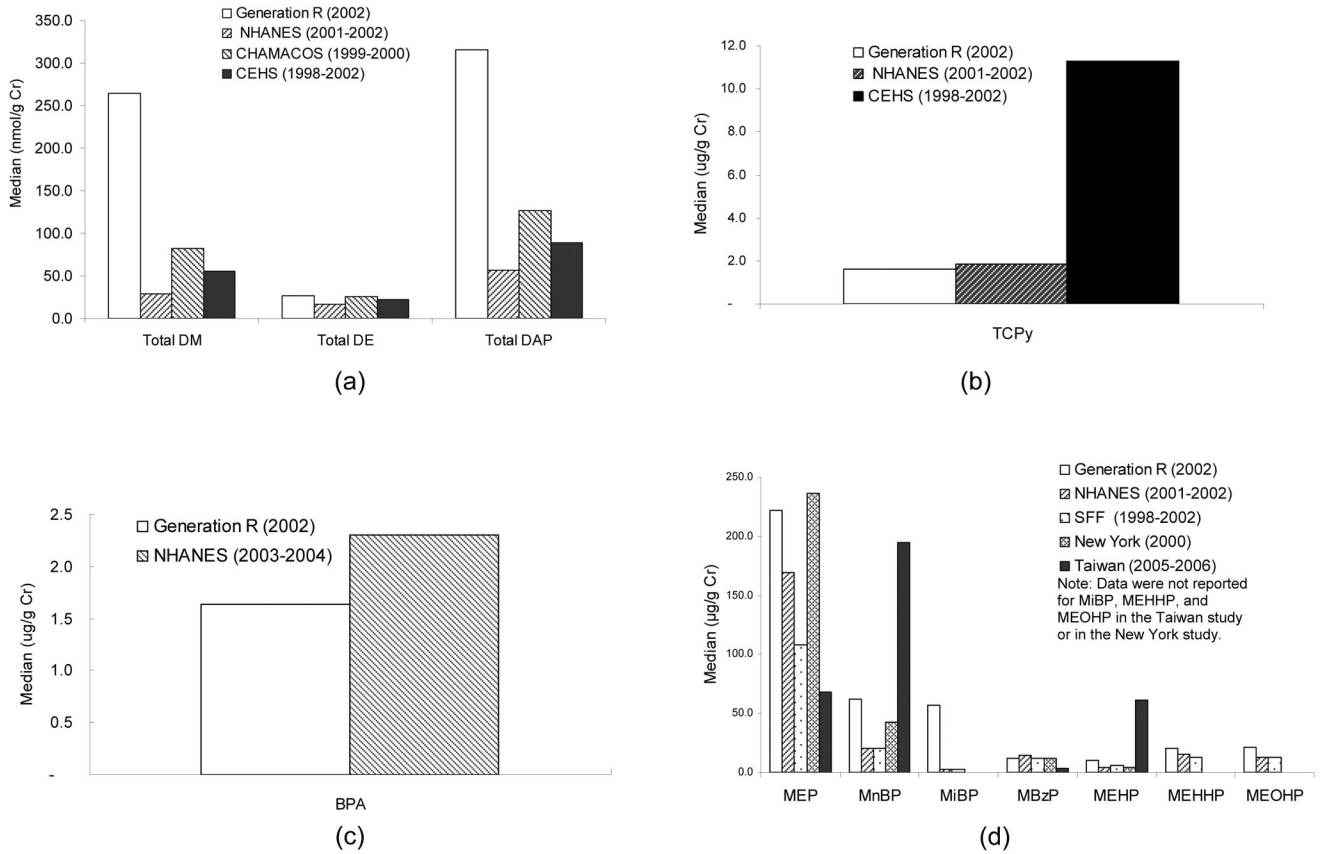 Generation R (2002)
NHANES (2001-2002)
CHAMACOS (1999-2000)
CEHS (1998-2002)
Median (nmol/g Cr)
350.0
300.0
250.0
200.0
150.0
100.0
50.0
0.0
Total DM
Total DE
Total DAP
(a)
Generation R (2002)
NHANES (2001-2002)
CEHS (1998-2002)
Median (ug/g Cr)
12.0
10.0
8.0
6.0
4.0
2.0
-
TCPy
(b)
Generation R (2002)
NHANES (2003-2004)
Median (ug/g Cr)
2.5
2.0
1.5
1.0
0.5
-
BPA
(c)
Generation R (2002)
NHANES (2001-2002)
SFF (1998-2002)
New York (2000)
Taiwan (2005-2006)
Note: Data were not reported
for MiBP, MEHHP, and
MEOHP in the Taiwan study
or in the New York study.
Median (µg/g Cr)
250.0
200.0
150.0
100.0
50.0
0.0
MEP
MnBP
MiBP
MBzP
MEHP
MEHHP
MEOHP
(d)